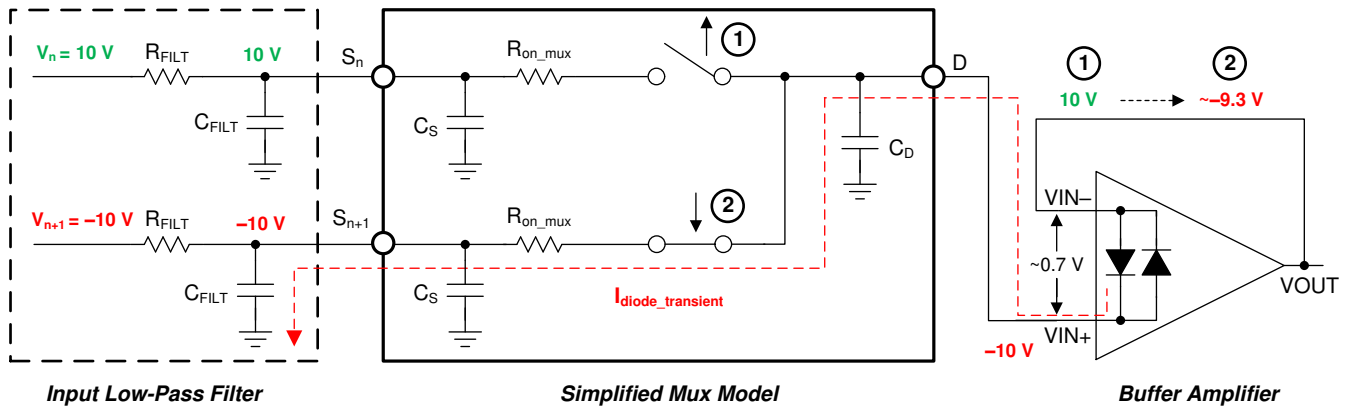 Vn = 10 V
RFILT
10 V
CFILT
Sn
Ron_mux
1
CS
D
CD
1
2
10 V
~–9.3 V
Vn+1 = –10 V
RFILT
–10 V
CFILT
Sn+1
Ron_mux
2
CS
Idiode_transient
VIN–
~0.7 V
VIN+
–10 V
VOUT
Input Low-Pass Filter
Simplified Mux Model
Buffer Amplifier